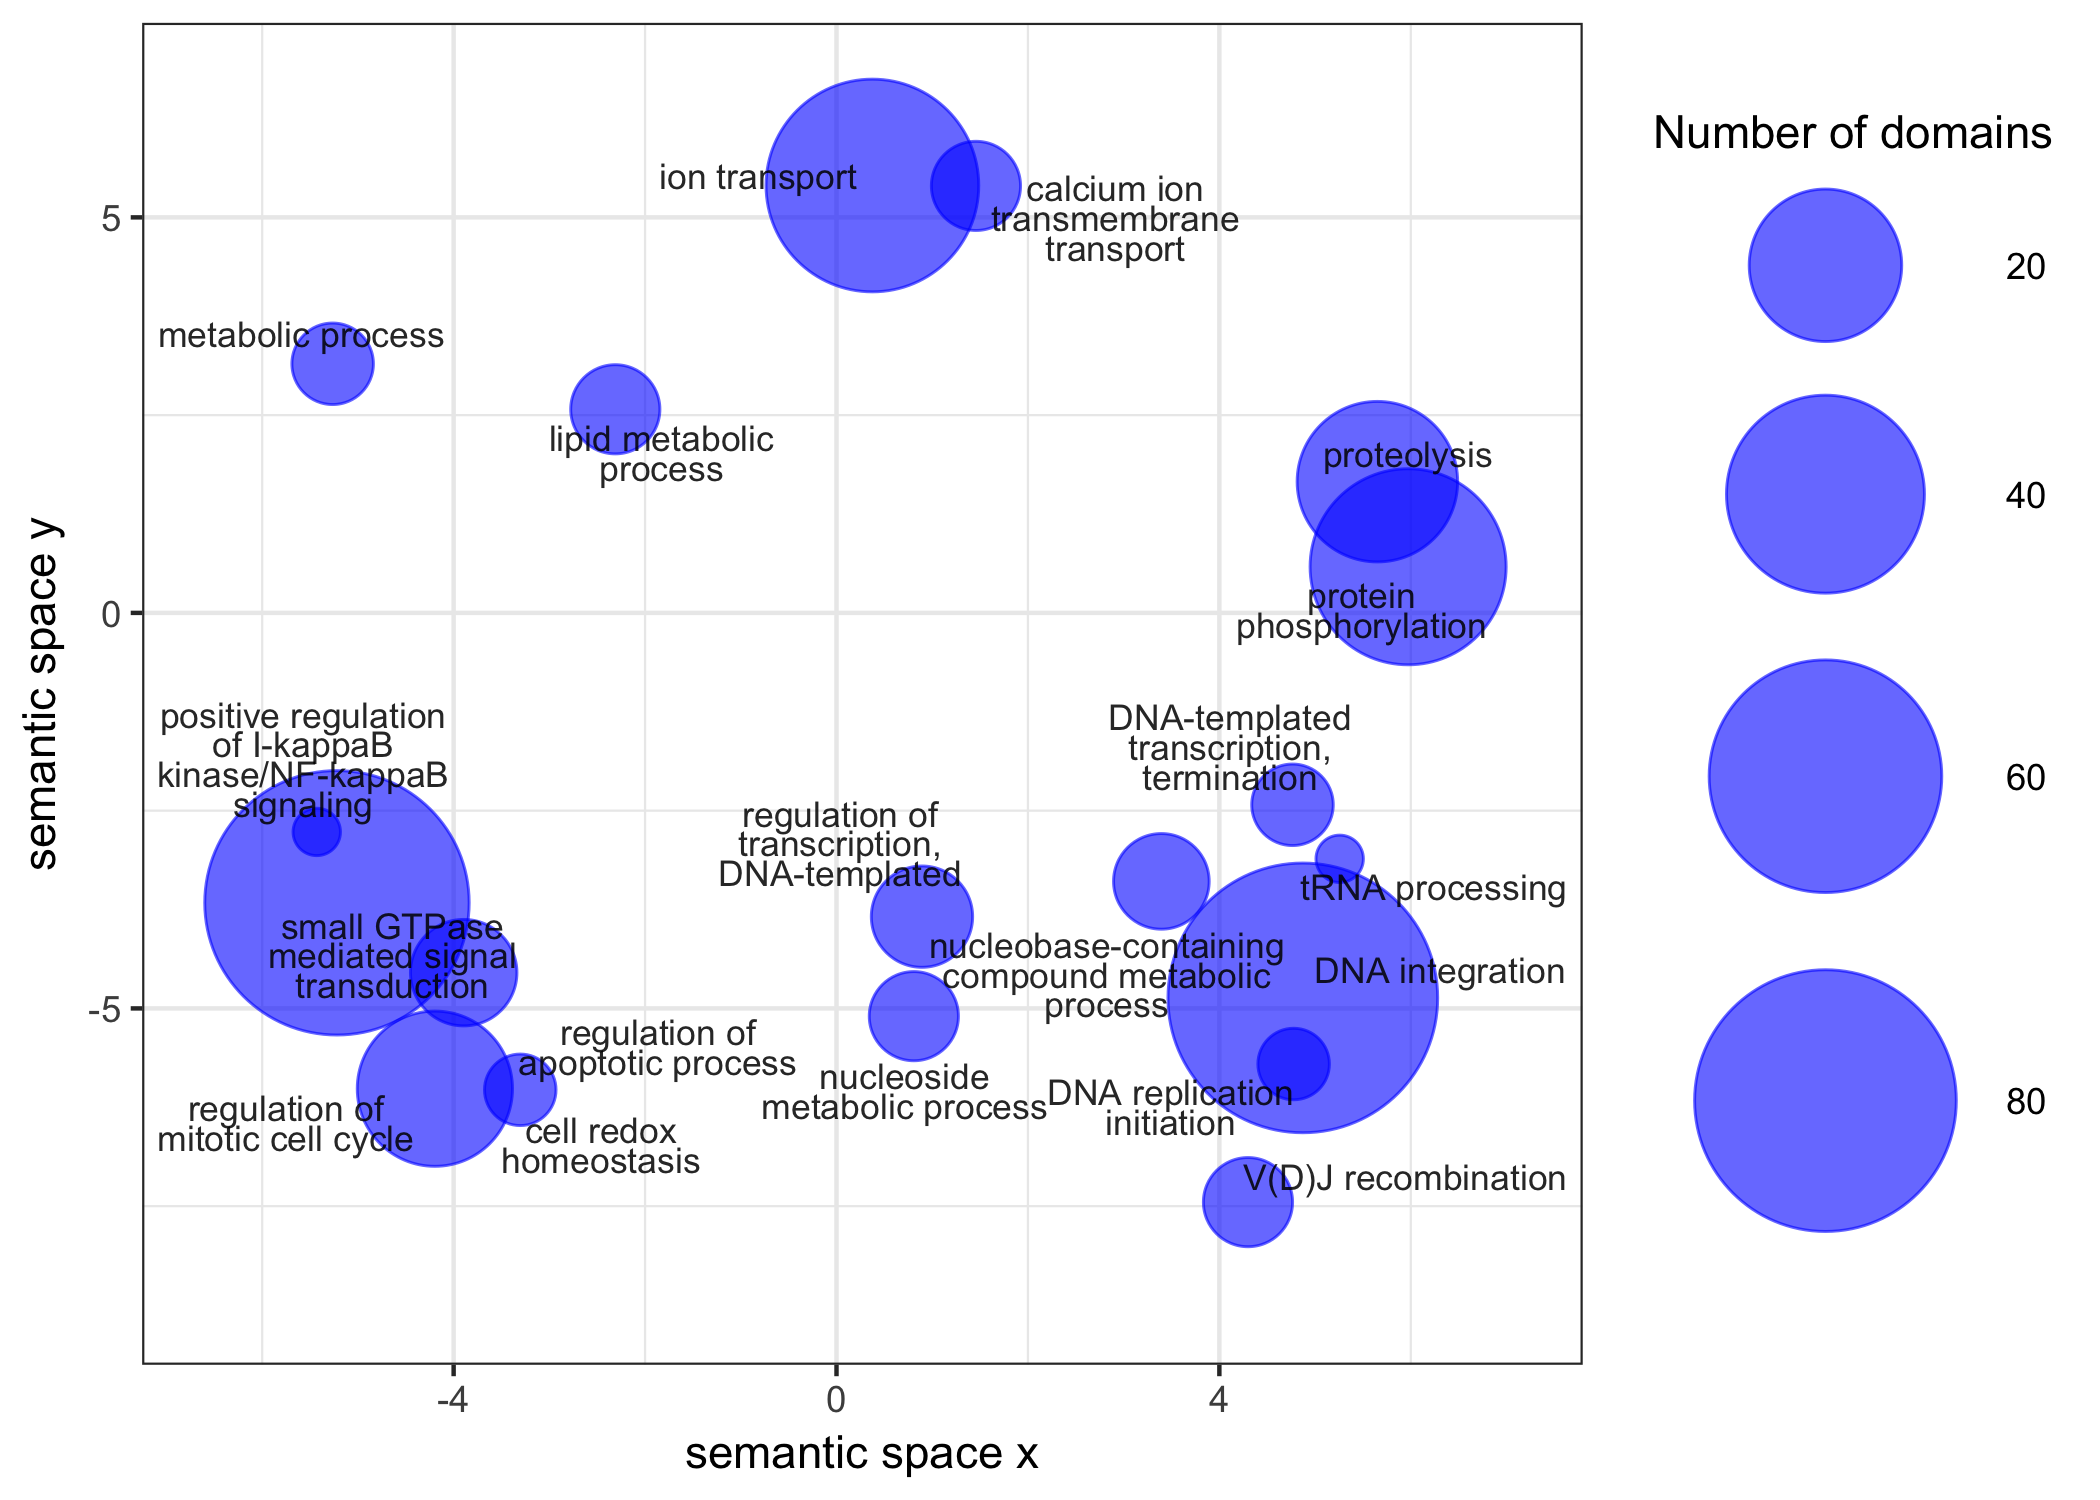 Number of domains
20
40
60
80
ion transport
calcium ion
transmembrane
transport
metabolic process
lipid metabolic
process
proteolysis
protein
phosphorylation
positive regulation
of I-kappaB
kinase/NF-kappaB
signaling
DNA-templated
transcription,
termination
regulation of
transcription,
DNA-templated
tRNA processing
small GTPase
mediated signal
transduction
nucleobase-containing
compound metabolic
process
DNA integration
regulation of
apoptotic process
nucleoside
metabolic process
DNA replication
initiation
regulation of
mitotic cell cycle
cell redox
homeostasis
V(D)J recombination
5
0
-5
-4
0
4
semantic space x
semantic space y